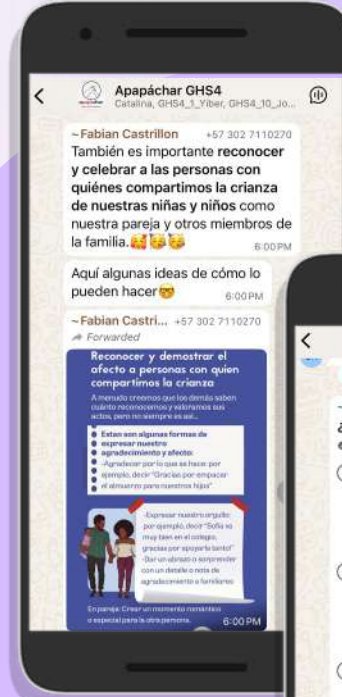 Apapáchar GHS4
Catalina, GHS4_1_Yiber, GHS4_10_Jo...
~Fabian Castrillon +57 302 7110270
También es importante reconocer
y celebrar a las personas con
quiénes compartimos la crianza
de nuestras niñas y niños como
nuestra pareja y otros miembros de
la familia.🥰🥳🥳
6:00 PM
Aquí algunas ideas de cómo lo
pueden hacer🤓
6:00 PM
~Fabian Castri... +57 302 7110270
Forwarded
Reconocer y demostrar el
afecto a personas con quien
compartimos la crianza
A menudo creemos que los demás saben
cuánto reconocemos y valoramos sus
actos, pero no siempre es así...
Estan son algunas formas de
expresar nuestro
agradecimiento y afecto:
-Agradecer por lo que se hace: por
ejemplo, decir "Gracias por empacar
el almuerzo para nuestros hijos"
-Expresar nuestro orgullo:
por ejemplo, decir "Sofía va
muy bien en el colegio,
gracias por apoyarla tanto"
-Dar un abrazo o sorprender
con un detalle o nota de
agradecimiento a familiares
En pareja: Crear un momento romántico
o especial para la otra persona.
6:00 PM